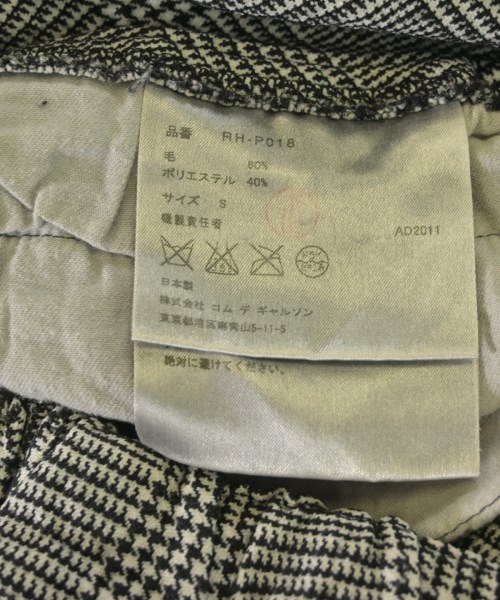 品番 RH-P018
毛 60%
ポリエステル 40%
サイズ S
縫製責任者
AD2011
日本製
株式会社 コム デ ギャルソン
東京都港区南青山5-11-5
絶対に避けてください。